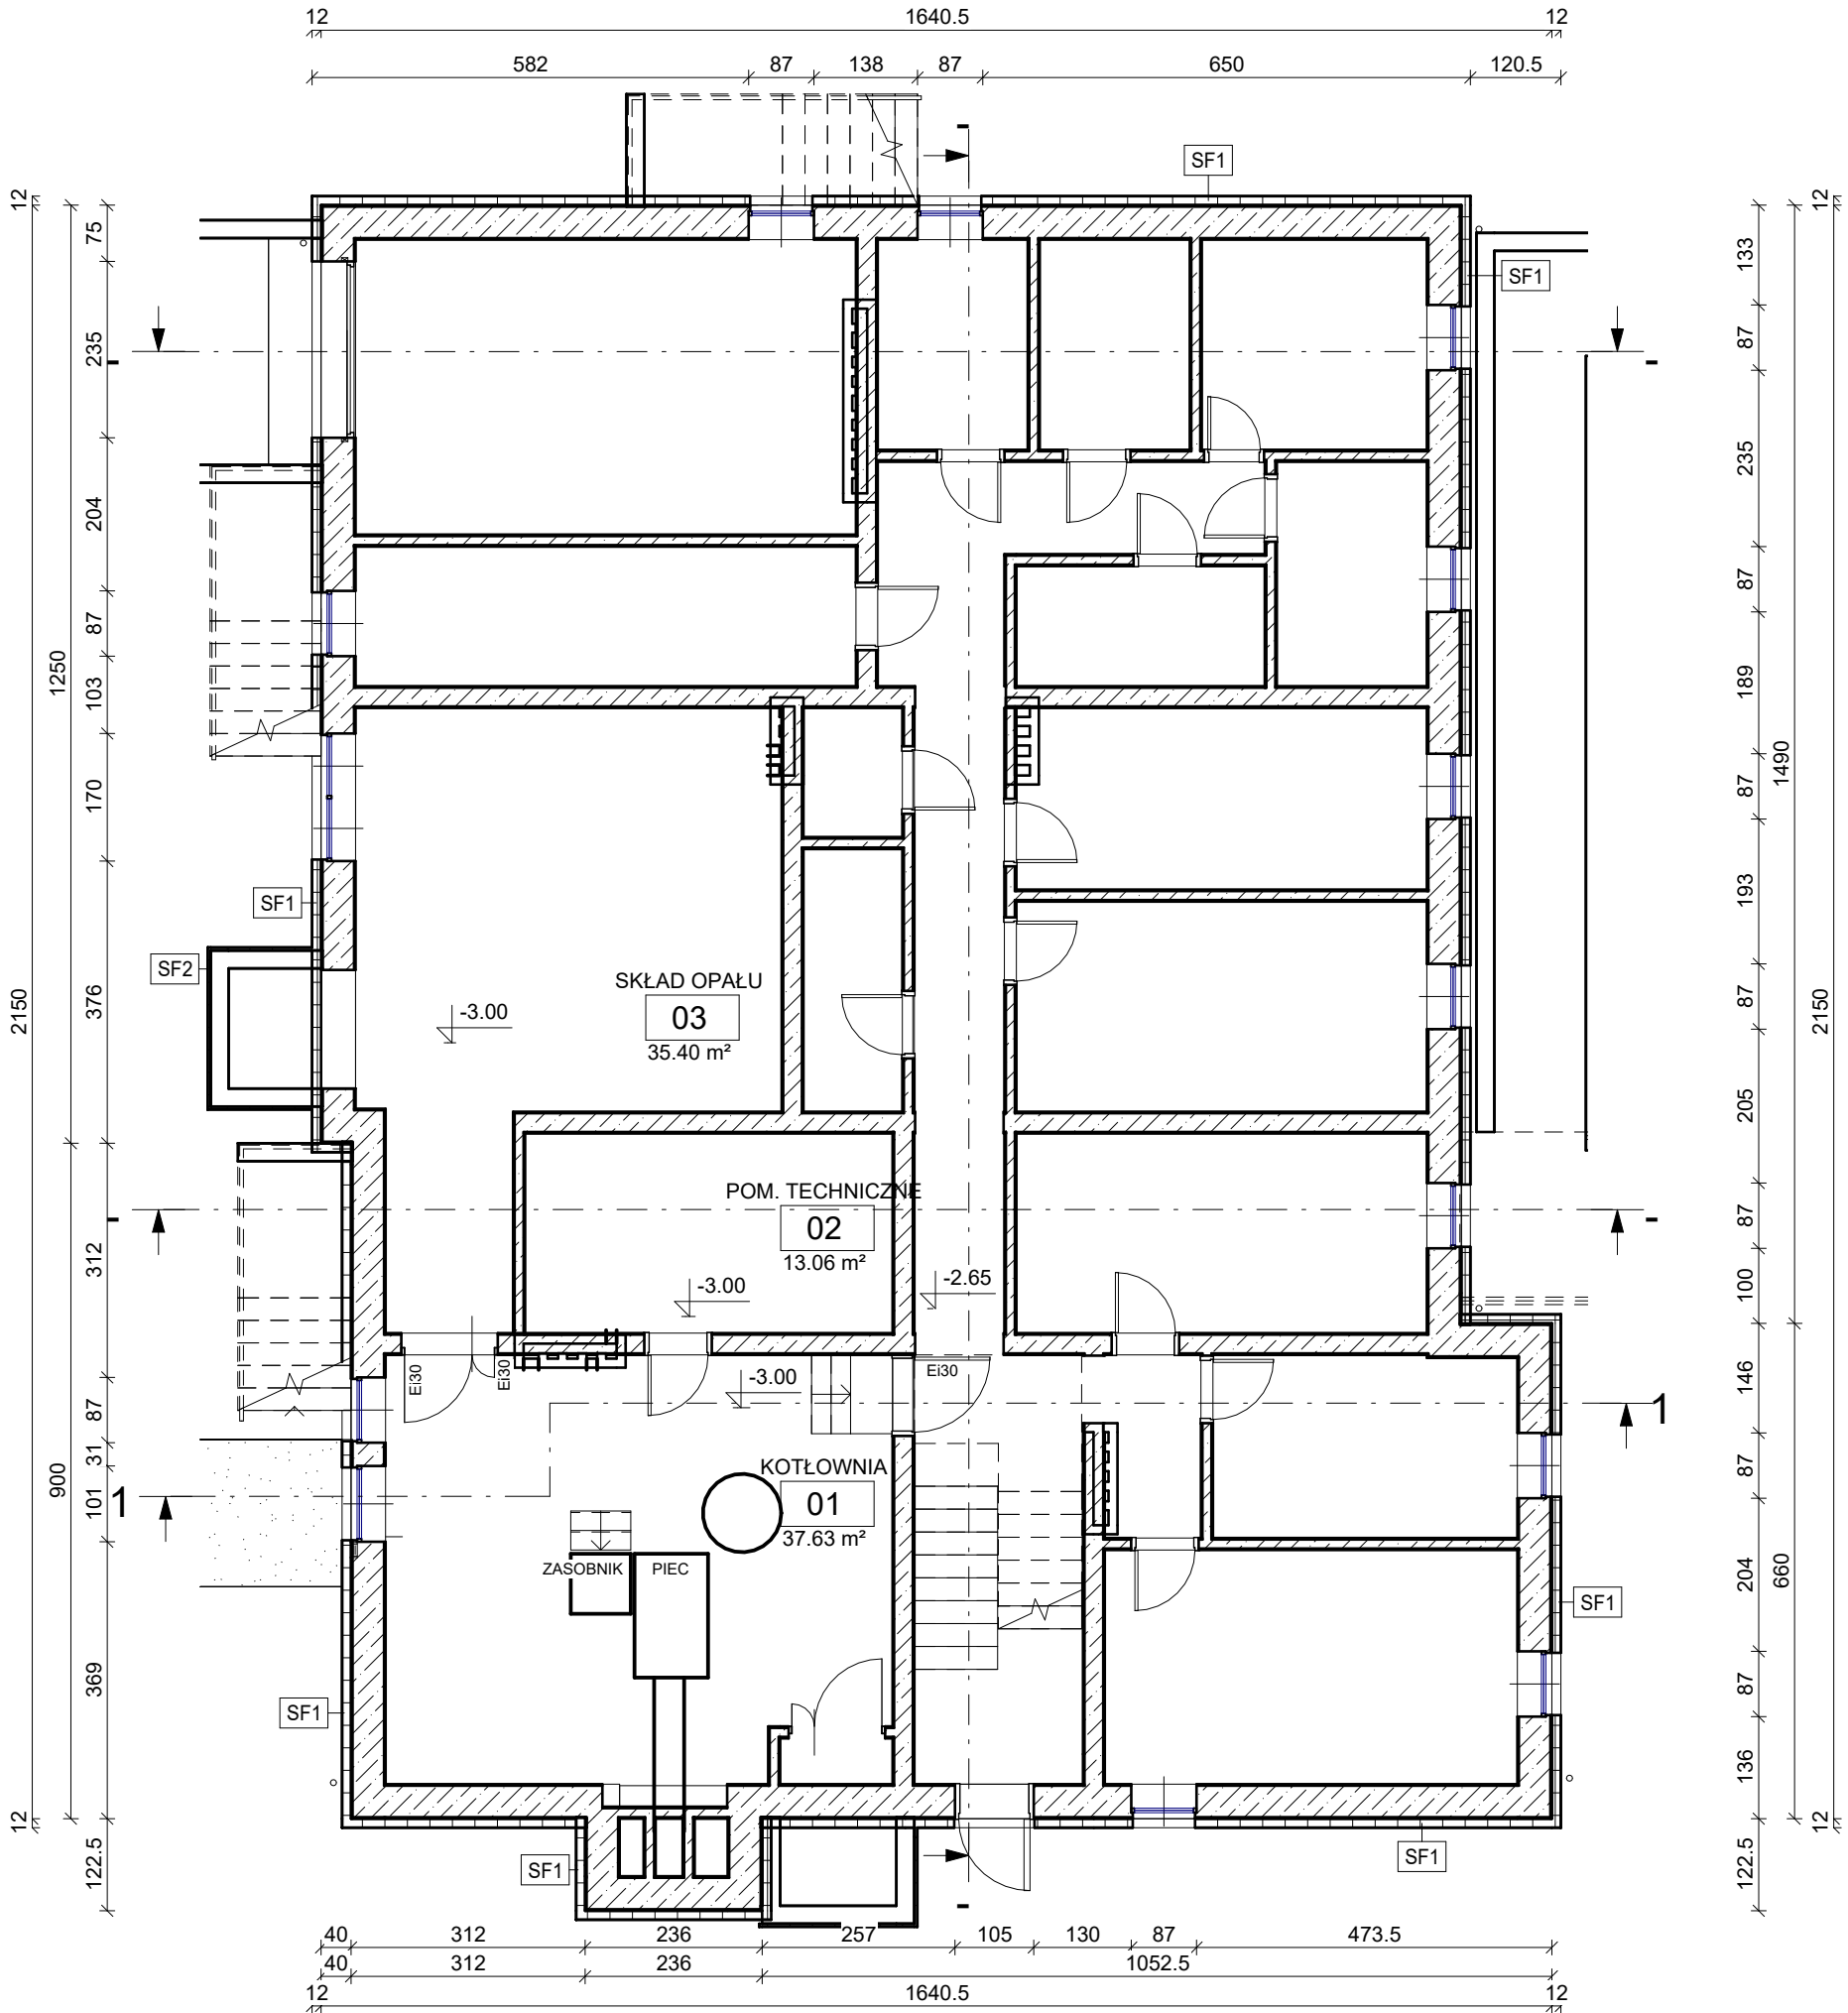 12 1640.5 12
582 87 138 87 650 120.5
SF1
SF1
12
75
235
204
87
103
170
376
312
87
31
101
369
122.5
1250
900
12
2150
12
12
133
87
235
87
189
87
193
87
205
87
100
146
87
204
87
136
122.5
1490
660
12
2150
12
SF1
SF2
SKŁAD OPAŁU
03
35.40 m²
-3.00
POM. TECHNICZNE
02
13.06 m²
-3.00
-2.65
Ei30
Ei30
-3.00
Ei30
1
1
KOTŁOWNIA
01
37.63 m²
ZASOBNIK
PIEC
SF1
SF1
SF1
SF1
40 312 236 257 105 130 87 473.5
40 312 236 1052.5
12 1640.5 12